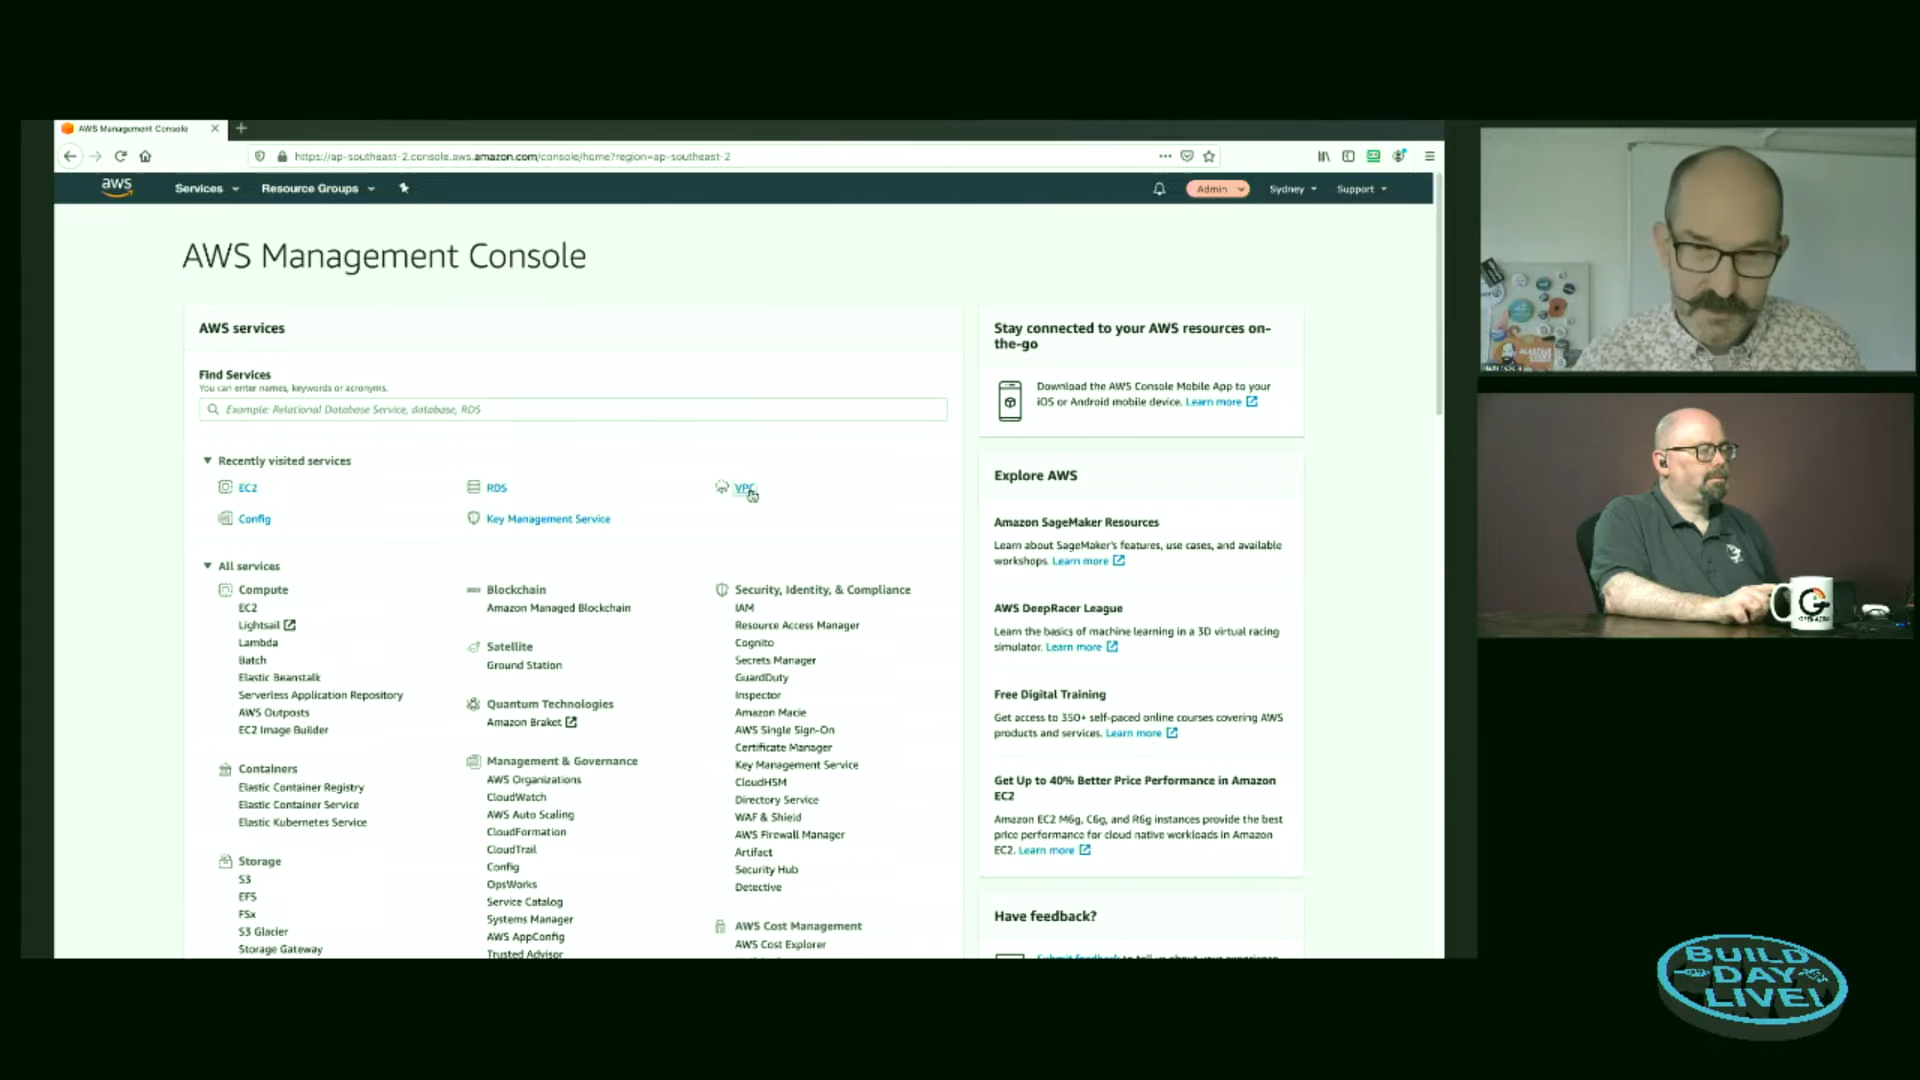 AWS Management Console
https://ap-southeast-2.console.aws.amazon.com/console/home?region=ap-southeast-2
aws
Services
Resource Groups
Admin
Sydney
Support
AWS Management Console
AWS services
Find Services
You can enter names, keywords or acronyms.
Example: Relational Database Service, database, RDS
Recently visited services
EC2
RDS
VPC
Config
Key Management Service
All services
Compute
EC2
Lightsail
Lambda
Batch
Elastic Beanstalk
Serverless Application Repository
AWS Outposts
EC2 Image Builder
Containers
Elastic Container Registry
Elastic Container Service
Elastic Kubernetes Service
Storage
S3
EFS
FSx
S3 Glacier
Storage Gateway
Blockchain
Amazon Managed Blockchain
Satellite
Ground Station
Quantum Technologies
Amazon Braket
Management & Governance
AWS Organizations
CloudWatch
AWS Auto Scaling
CloudFormation
CloudTrail
Config
OpsWorks
Service Catalog
Systems Manager
AWS AppConfig
Trusted Advisor
Security, Identity, & Compliance
IAM
Resource Access Manager
Cognito
Secrets Manager
GuardDuty
Inspector
Amazon Macie
AWS Single Sign-On
Certificate Manager
Key Management Service
CloudHSM
Directory Service
WAF & Shield
AWS Firewall Manager
Artifact
Security Hub
Detective
AWS Cost Management
AWS Cost Explorer
Stay connected to your AWS resources on-
the-go
Download the AWS Console Mobile App to your
iOS or Android mobile device. Learn more
Explore AWS
Amazon SageMaker Resources
Learn about SageMaker's features, use cases, and available
workshops. Learn more
AWS DeepRacer League
Learn the basics of machine learning in a 3D virtual racing
simulator. Learn more
Free Digital Training
Get access to 350+ self-paced online courses covering AWS
products and services. Learn more
Get Up to 40% Better Price Performance in Amazon
EC2
Amazon EC2 M6g, C6g, and R6g instances provide the best
price performance for cloud native workloads in Amazon
EC2. Learn more
Have feedback?
Submit feedback to tell us about your experience
BUILD
DAY
LIVE!